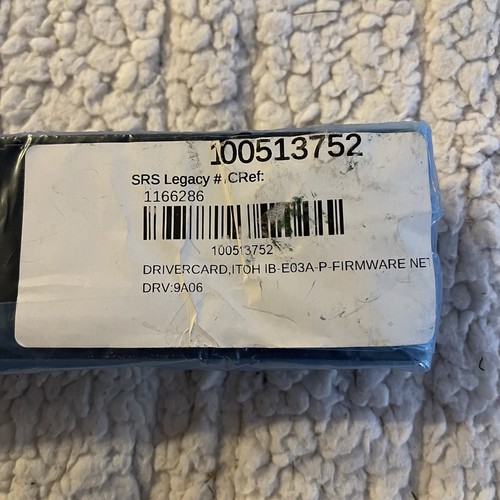 100513752
SRS Legacy # CRef:
1166286
100513752
DRIVERCARD,ITOH IB-E03A-P-FIRMWARE NET
DRV:9A06